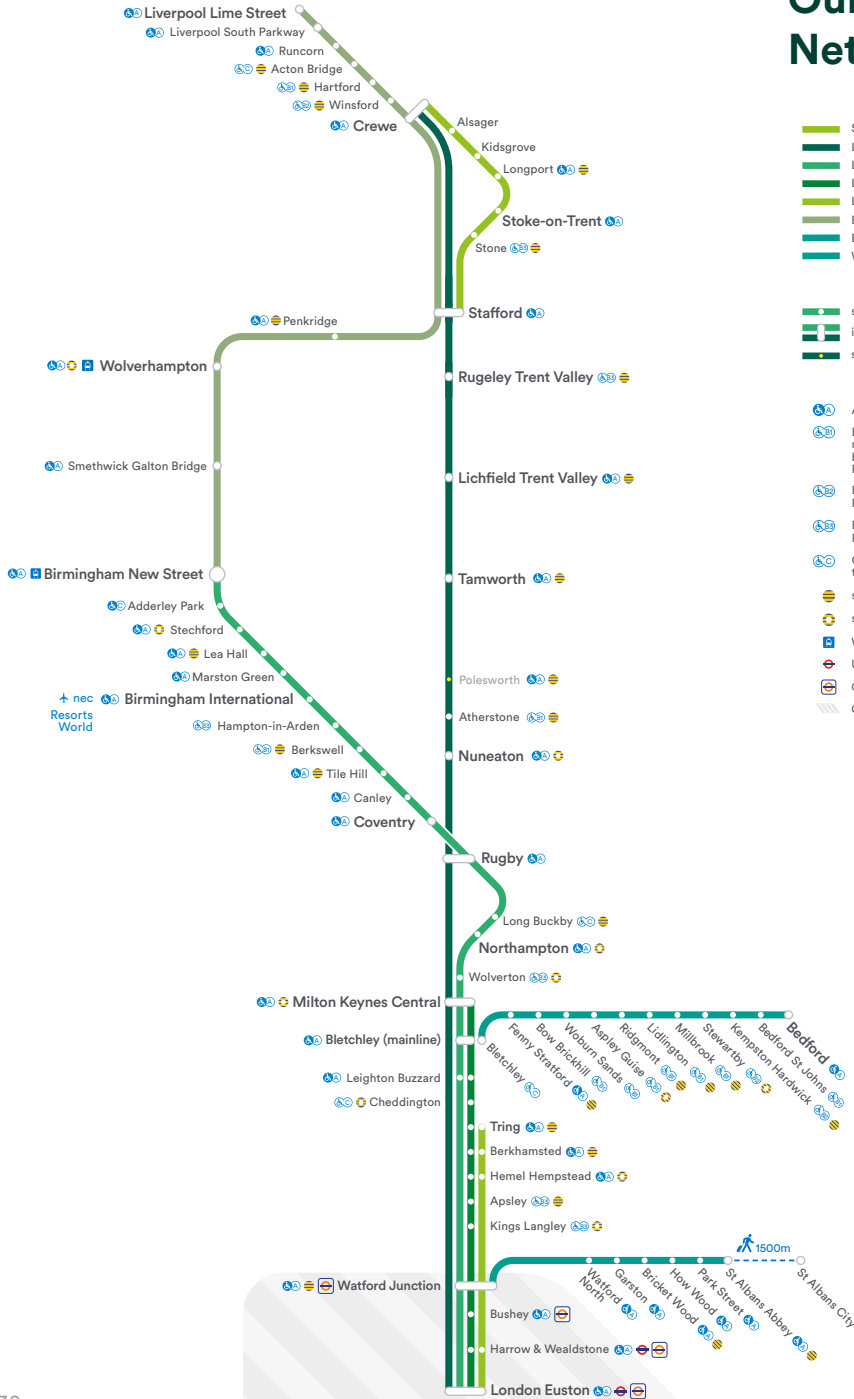 Liverpool Lime Street
Liverpool South Parkway
Runcorn
Acton Bridge
Hartford
Winsford
Crewe
Alsager
Kidsgrove
Longport
Stoke-on-Trent
Stone
Stafford
Penkridge
Wolverhampton
Rugeley Trent Valley
Smethwick Galton Bridge
Lichfield Trent Valley
Birmingham New Street
Tamworth
Adderley Park
Stechford
Lea Hall
Marston Green
Polesworth
nec
Resorts
World
Birmingham International
Atherstone
Hampton-in-Arden
Berkswell
Nuneaton
Tile Hill
Canley
Coventry
Rugby
Long Buckby
Northampton
Wolverton
Milton Keynes Central
Bletchley (mainline)
Bletchley
Fenny Stratford
Bow Brickhill
Woburn Sands
Aspley Guise
Ridgmont
Lidlington
Millbrook
Stewartby
Kempston Hardwick
Bedford St Johns
Bedford
Leighton Buzzard
Cheddington
Tring
Berkhamsted
Hemel Hempstead
Apsley
Kings Langley
1500m
Watford Junction
Watford
North
Garston
Bricket Wood
How Wood
Park Street
St Albans Abbey
St Albans City
Bushey
Harrow & Wealdstone
London Euston